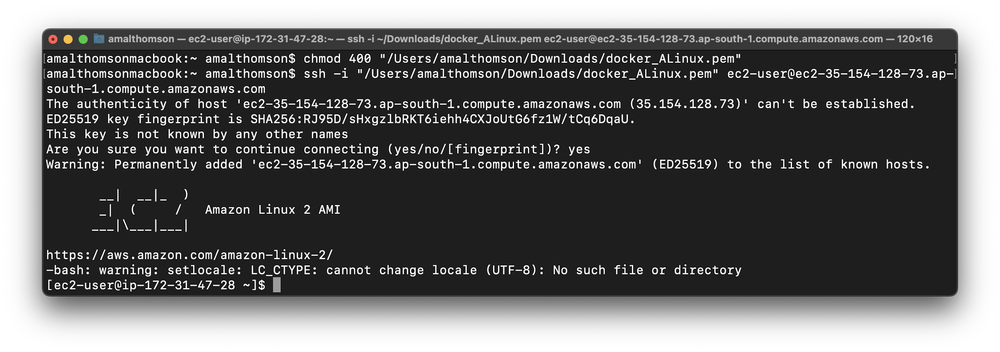 amalthomson — ec2-user@ip-172-31-47-28:~ — ssh -i ~/Downloads/docker_ALinux.pem ec2-user@ec2-35-154-128-73.ap-south-1.compute.amazonaws.com — 120×16
[amalthomsonmacbook:~ amalthomson$ chmod 400 "/Users/amalthomson/Downloads/docker_ALinux.pem" ]
[amalthomsonmacbook:~ amalthomson$ ssh -i "/Users/amalthomson/Downloads/docker_ALinux.pem" ec2-user@ec2-35-154-128-73.ap-]
south-1.compute.amazonaws.com
The authenticity of host 'ec2-35-154-128-73.ap-south-1.compute.amazonaws.com (35.154.128.73)' can't be established.
ED25519 key fingerprint is SHA256:RJ95D/sHxgzlbRKT6iehh4CXJoUtG6fz1W/tCq6DqaU.
This key is not known by any other names
Are you sure you want to continue connecting (yes/no/[fingerprint])? yes
Warning: Permanently added 'ec2-35-154-128-73.ap-south-1.compute.amazonaws.com' (ED25519) to the list of known hosts.
       __|  __|_  )
       _|  (     /   Amazon Linux 2 AMI
      ___|\___|___|
https://aws.amazon.com/amazon-linux-2/
-bash: warning: setlocale: LC_CTYPE: cannot change locale (UTF-8): No such file or directory
[ec2-user@ip-172-31-47-28 ~]$